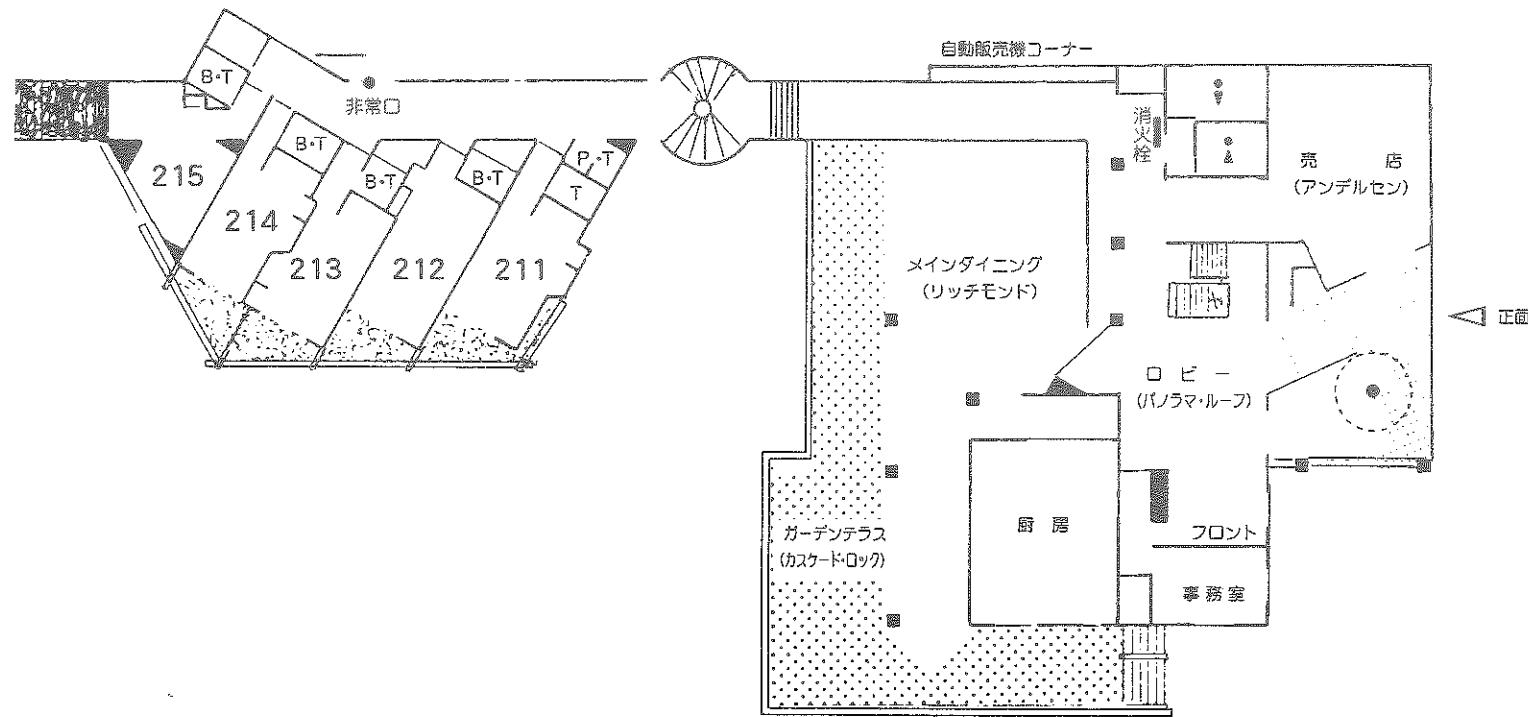 自動販売機コーナー
B・T
非常口
消火栓
B・T
P・T
売店
(アンデルセン)
215
B・T
B・T
T
214
213
212
211
メインダイニング
(リッチモンド)
正面
ロビー
(パノラマ・ルーフ)
厨房
フロント
ガーデンテラス
(カスケード・ロック)
事務室